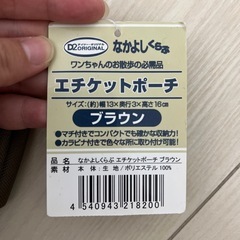 DZ ORIGINAL
なかよしくらぶ
ワンちゃんのお散歩の必需品
エチケットポーチ
サイズ:(約)幅13×奥行3×高さ16cm
ブラウン
●マチ付きでコンパクトでも確かな収納力!
●カラビナ付きで色々な所に取り付け可能!
品名 なかよしくらぶ エチケットポーチ ブラウン
素材 本体:生地/ポリエステル100%
4 540943 218200